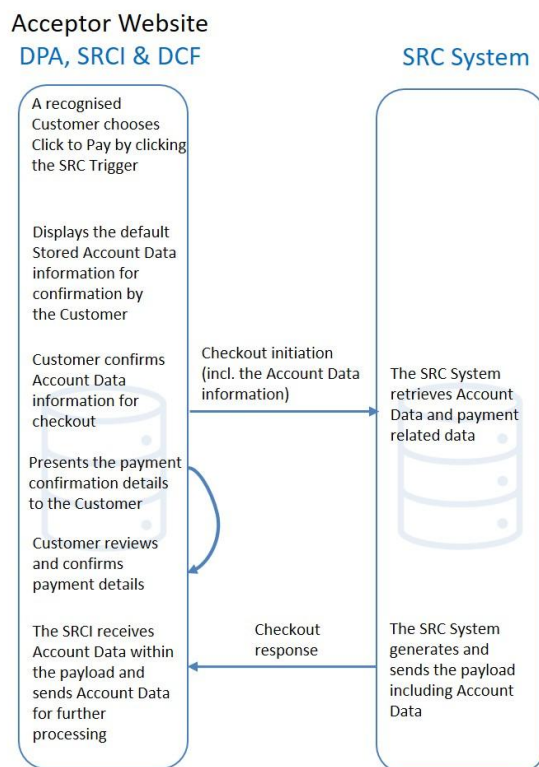 Acceptor Website
DPA, SRCI & DCF
SRC System
A recognised
Customer chooses
Click to Pay by clicking
the SRC Trigger
Displays the default
Stored Account Data
information for
confirmation by
the Customer
Customer confirms
Account Data
information for
checkout
Checkout initiation
(incl. the Account Data
information)
The SRC System
retrieves Account
Data and payment
related data
Presents the payment
confirmation details
to the Customer
Customer reviews
and confirms
payment details
The SRCI receives
Account Data within
the payload and
sends Account Data
for further
processing
Checkout
response
The SRC System
generates and
sends the payload
including Account
Data